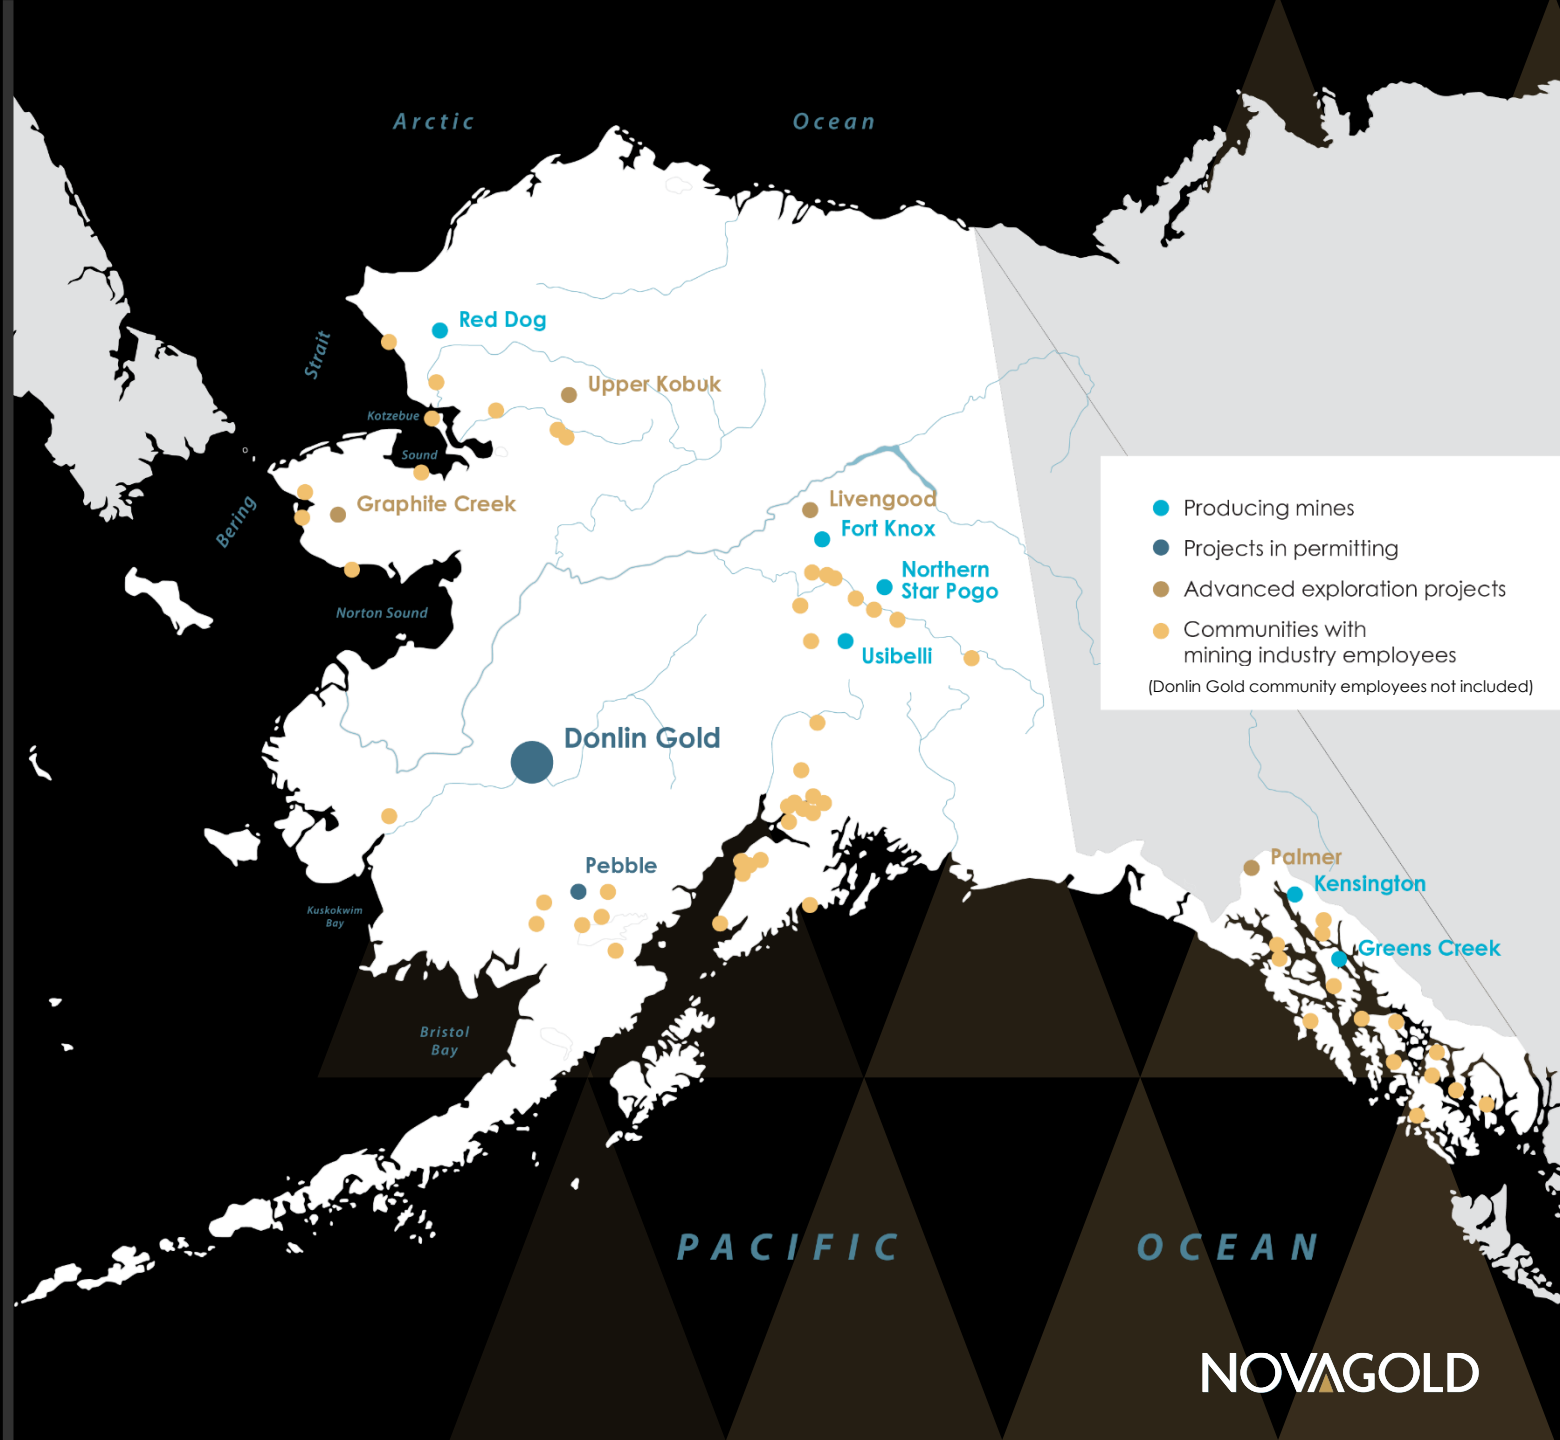 Arctic
Ocean
Red Dog
Strait
Upper Kobuk
Kotzebue
Sound
Graphite Creek
Bering
Livengood
Fort Knox
Northern
Star Pogo
Norton Sound
Usibelli
Producing mines
Projects in permitting
Advanced exploration projects
Communities with
mining industry employees
(Donlin Gold community employees not included)
Donlin Gold
Pebble
Palmer
Kensington
Kuskokwim
Bay
Greens Creek
Bristol
Bay
PACIFIC
OCEAN
NOVAGOLD